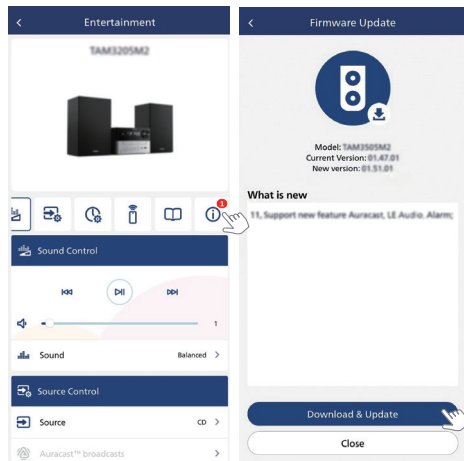 Entertainment
TAM3205M2
1
Sound Control
1
Sound
Balanced
Source Control
Source
CD
Auracast™ broadcasts
Firmware Update
Model: TAM3505M2
Current Version: 01.47.01
New version: 01.51.01
What is new
11, Support new feature Auracast, LE Audio. Alarm;
Download & Update
Close